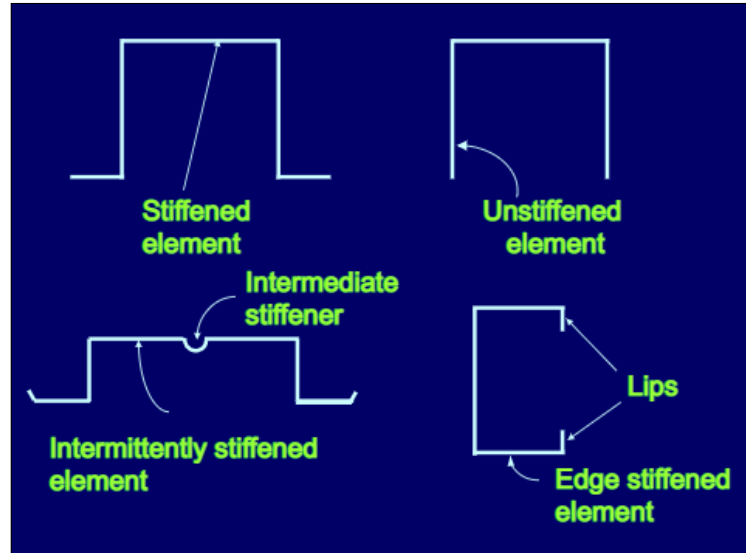 Stiffened
element
Unstiffened
element
Intermediate
stiffener
Intermittently stiffened
element
Lips
Edge stiffened
element